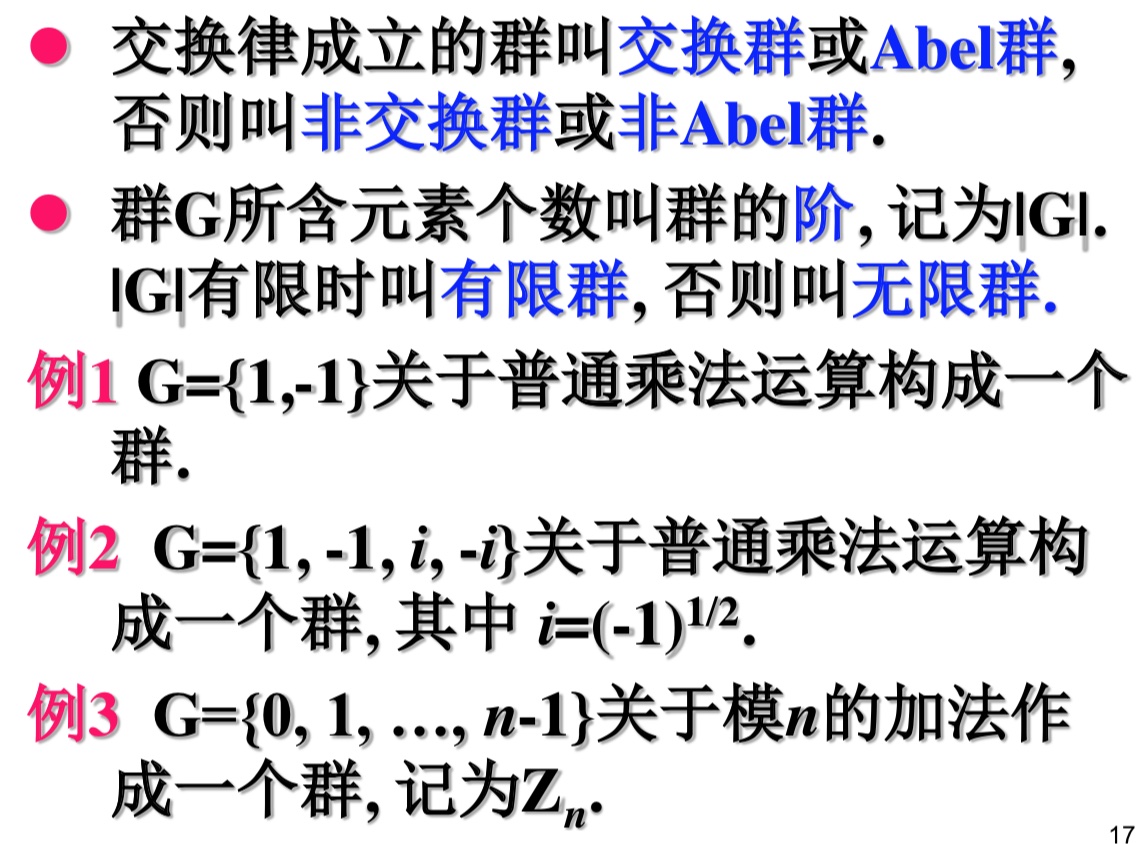 ● 交换律成立的群叫交换群或Abel群,
否则叫非交换群或非Abel群.
● 群G所含元素个数叫群的阶, 记为|G|.
|G|有限时叫有限群, 否则叫无限群.
例1 G={1,-1}关于普通乘法运算构成一个
群.
例2 G={1, -1, i, -i}关于普通乘法运算构
成一个群, 其中 i=(-1)^{1/2}.
例3 G={0, 1, …, n-1}关于模n的加法作
成一个群, 记为Z_n.
17